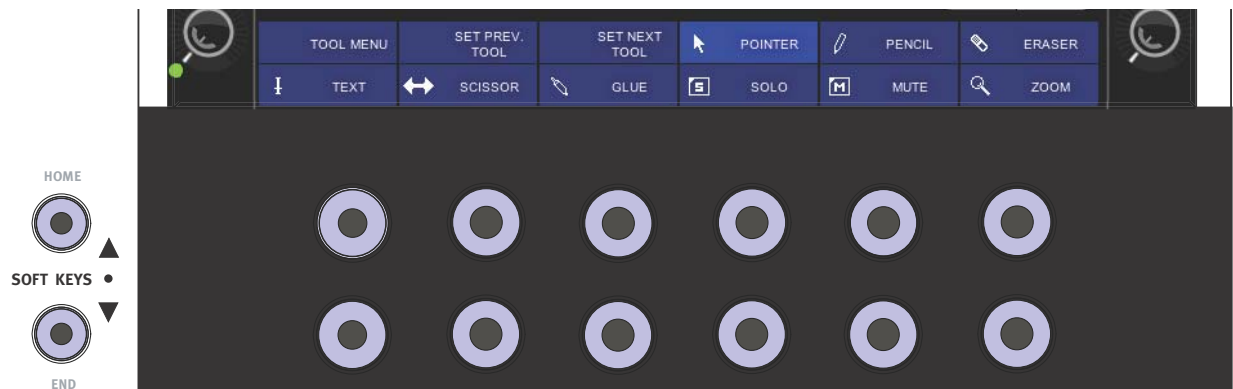 TOOL MENU
SET PREV.
TOOL
SET NEXT
TOOL
POINTER
PENCIL
ERASER
TEXT
SCISSOR
GLUE
S
SOLO
M
MUTE
ZOOM
HOME
SOFT KEYS
END